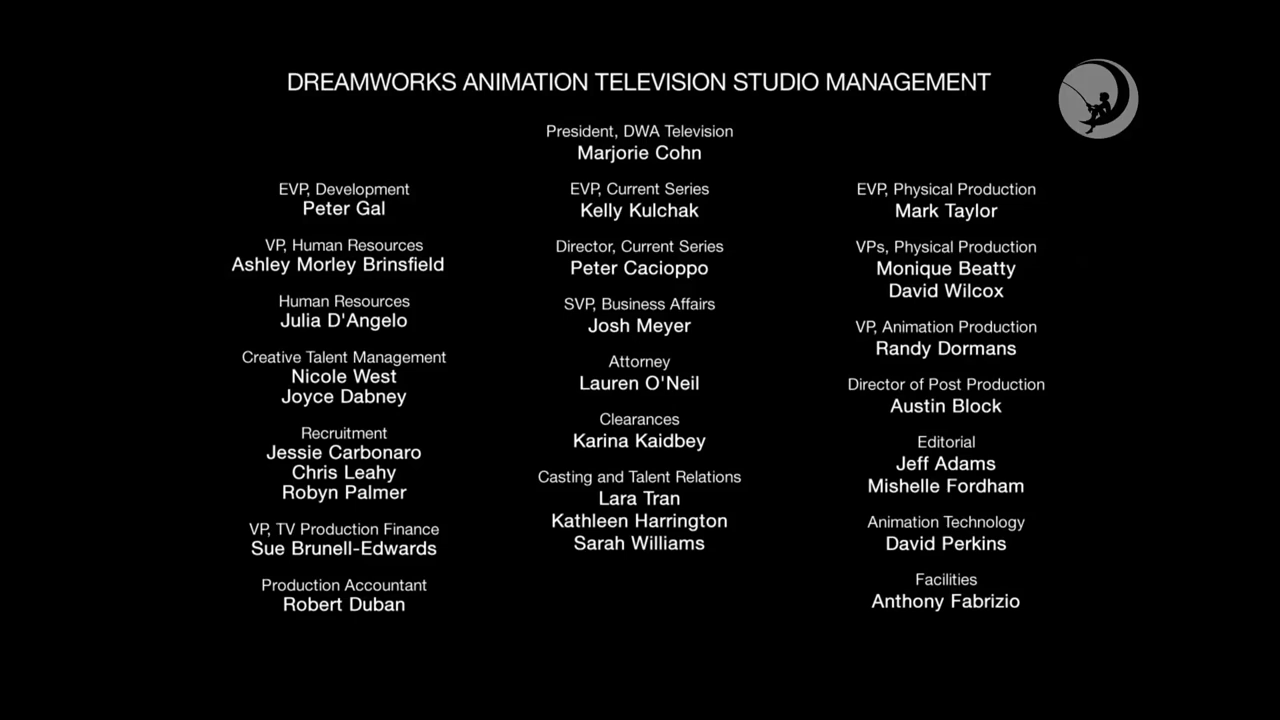 DREAMWORKS ANIMATION TELEVISION STUDIO MANAGEMENT
President, DWA Television
Marjorie Cohn
EVP, Development
Peter Gal
VP, Human Resources
Ashley Morley Brinsfield
Human Resources
Julia D'Angelo
Creative Talent Management
Nicole West
Joyce Dabney
Recruitment
Jessie Carbonaro
Chris Leahy
Robyn Palmer
VP, TV Production Finance
Sue Brunell-Edwards
Production Accountant
Robert Duban
EVP, Current Series
Kelly Kulchak
Director, Current Series
Peter Cacioppo
SVP, Business Affairs
Josh Meyer
Attorney
Lauren O'Neil
Clearances
Karina Kaidbey
Casting and Talent Relations
Lara Tran
Kathleen Harrington
Sarah Williams
EVP, Physical Production
Mark Taylor
VPs, Physical Production
Monique Beatty
David Wilcox
VP, Animation Production
Randy Dormans
Director of Post Production
Austin Block
Editorial
Jeff Adams
Mishelle Fordham
Animation Technology
David Perkins
Facilities
Anthony Fabrizio